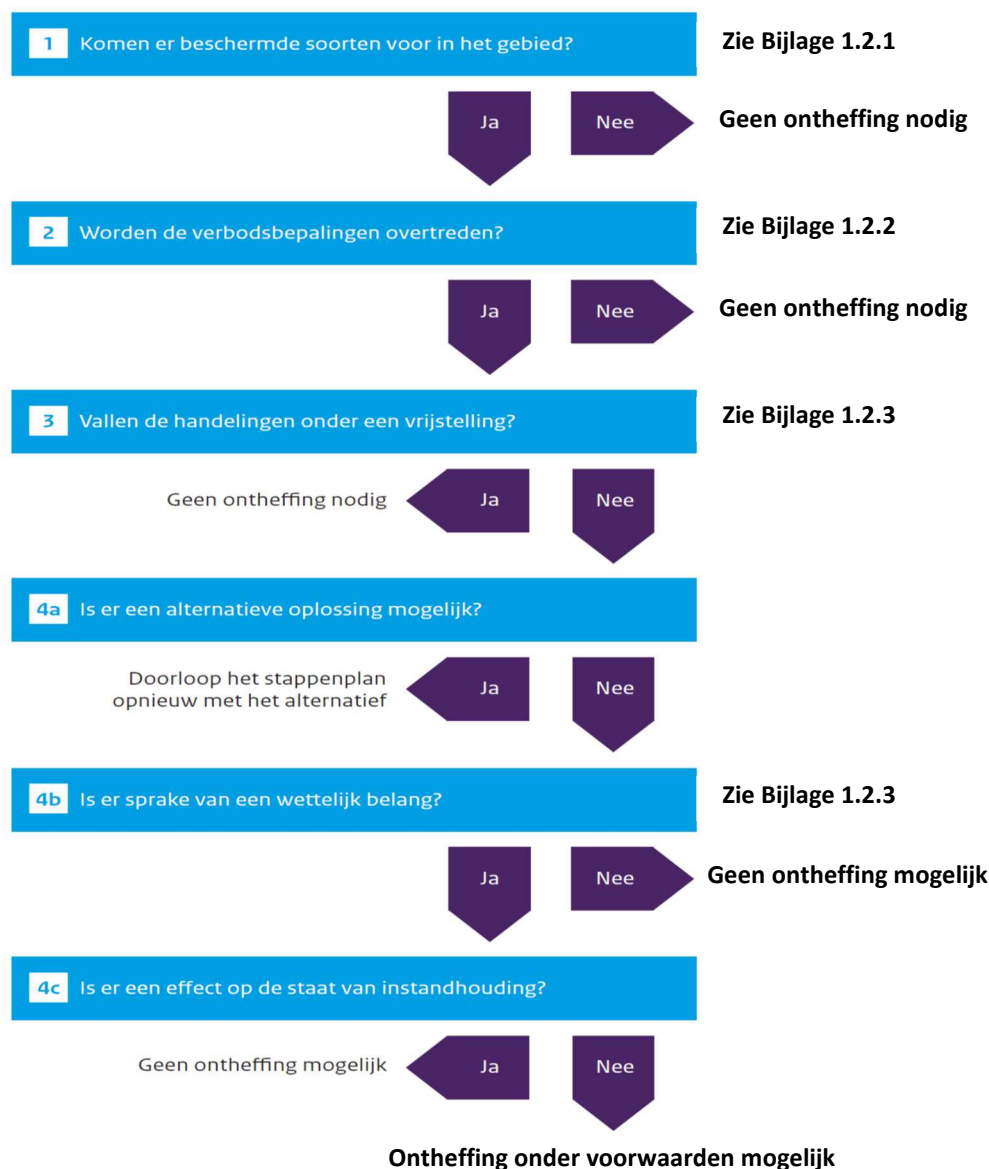 1 Komen er beschermde soorten voor in het gebied? Zie Bijlage 1.2.1
Ja Nee Geen ontheffing nodig
2 Worden de verbodsbepalingen overtreden? Zie Bijlage 1.2.2
Ja Nee Geen ontheffing nodig
3 Vallen de handelingen onder een vrijstelling? Zie Bijlage 1.2.3
Geen ontheffing nodig Ja Nee
4a Is er een alternatieve oplossing mogelijk?
Doorloop het stappenplan
opnieuw met het alternatief Ja Nee
4b Is er sprake van een wettelijk belang? Zie Bijlage 1.2.3
Ja Nee Geen ontheffing mogelijk
4c Is er een effect op de staat van instandhouding?
Geen ontheffing mogelijk Ja Nee
Ontheffing onder voorwaarden mogelijk